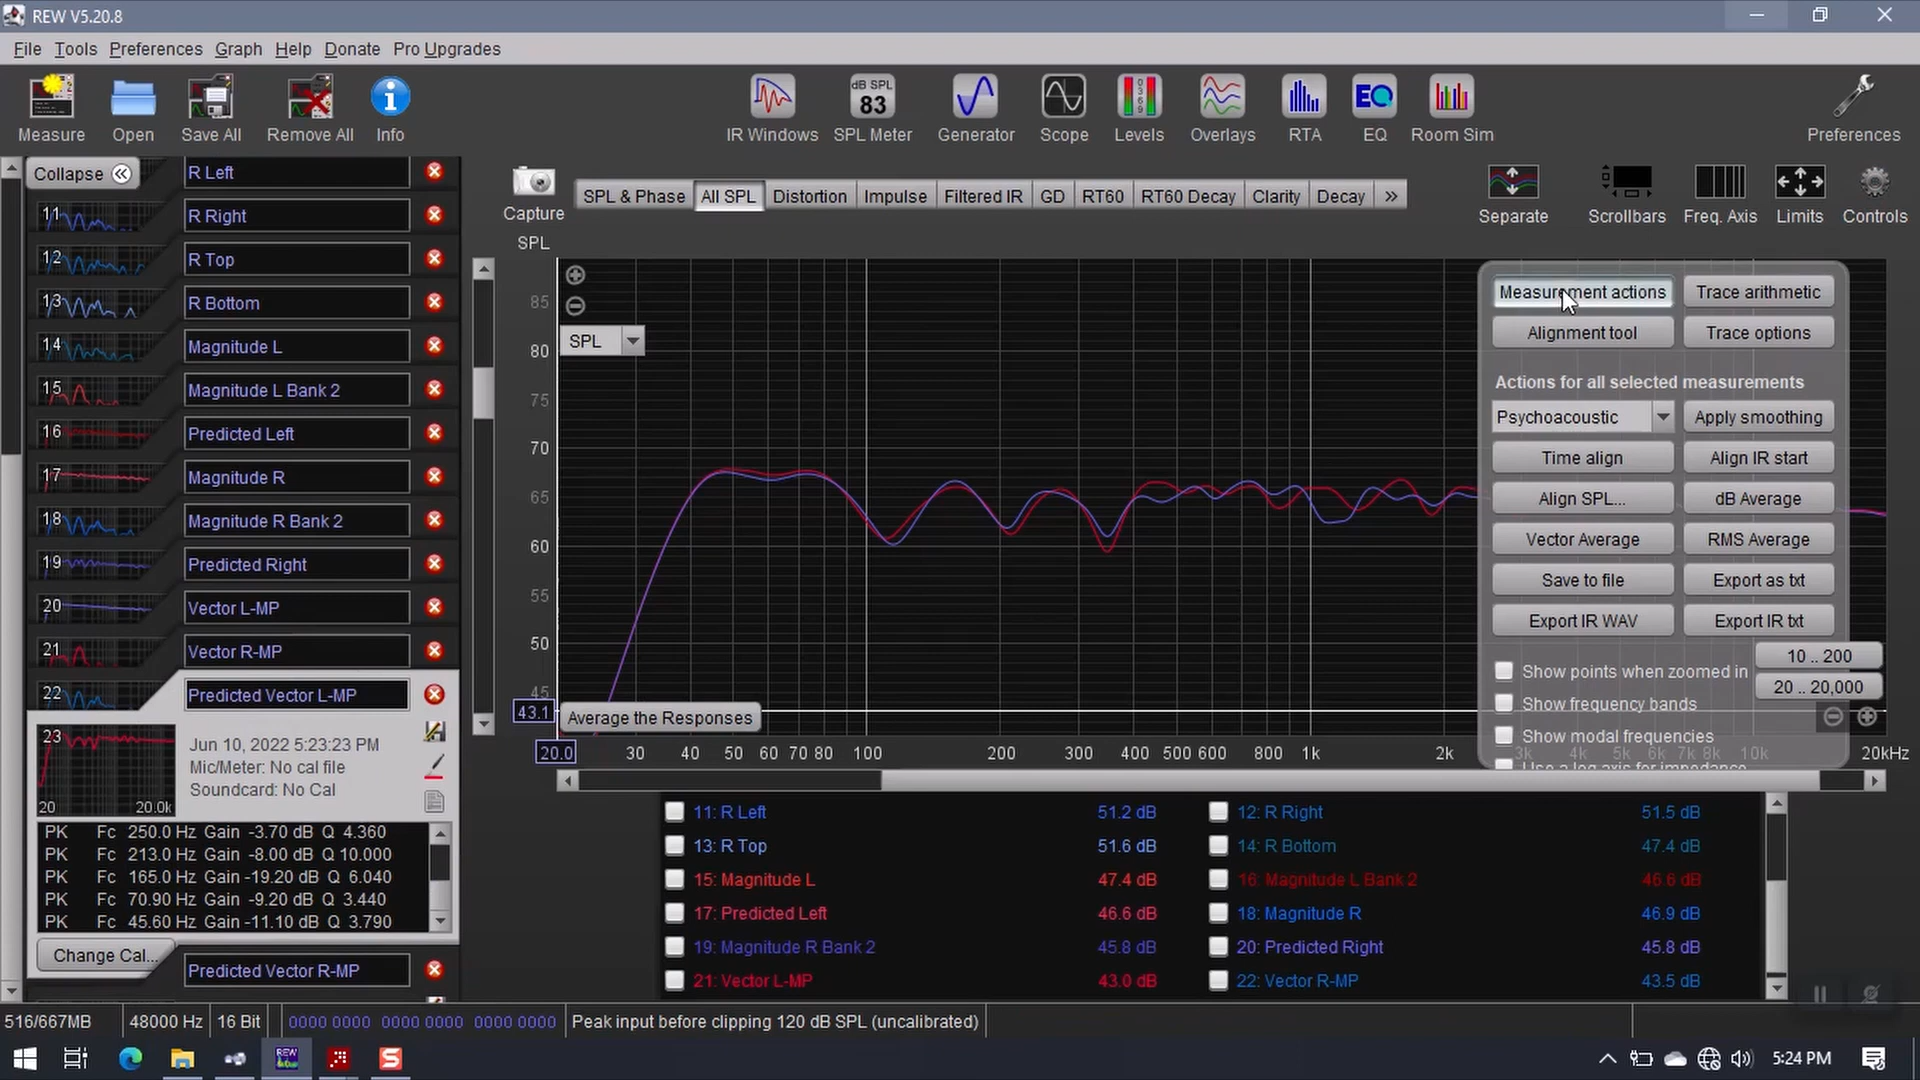 REW V5.20.8
File Tools Preferences Graph Help Donate Pro Upgrades
Measure Open Save All Remove All Info
IR Windows SPL Meter Generator Scope Levels Overlays RTA EQ Room Sim Preferences
dB SPL
83
EQ
Collapse
R Left
11 R Right
12 R Top
13 R Bottom
14 Magnitude L
15 Magnitude L Bank 2
16 Predicted Left
17 Magnitude R
18 Magnitude R Bank 2
19 Predicted Right
20 Vector L-MP
21 Vector R-MP
22 Predicted Vector L-MP
23
20 20.0k
Jun 10, 2022 5:23:23 PM
Mic/Meter: No cal file
Soundcard: No Cal
PK Fc 250.0 Hz Gain -3.70 dB Q 4.360
PK Fc 213.0 Hz Gain -8.00 dB Q 10.000
PK Fc 165.0 Hz Gain -19.20 dB Q 6.040
PK Fc 70.90 Hz Gain -9.20 dB Q 3.440
PK Fc 45.60 Hz Gain -11.10 dB Q 3.790
Change Cal...
Predicted Vector R-MP
Capture
SPL & Phase All SPL Distortion Impulse Filtered IR GD RT60 RT60 Decay Clarity Decay »
Separate Scrollbars Freq. Axis Limits Controls
SPL
85
80
75
70
65
60
55
50
45
43.1
SPL
Average the Responses
20.0 30 40 50 60 70 80 100 200 300 400 500 600 800 1k 2k 3k 4k 5k 6k 7k 8k 10k 20kHz
Measurement actions Trace arithmetic
Alignment tool Trace options
Actions for all selected measurements
Psychoacoustic Apply smoothing
Time align Align IR start
Align SPL... dB Average
Vector Average RMS Average
Save to file Export as txt
Export IR WAV Export IR txt
Show points when zoomed in
Show frequency bands
Show modal frequencies
Use a log axis for impedance
10 .. 200
20 .. 20,000
11: R Left 51.2 dB 12: R Right 51.5 dB
13: R Top 51.6 dB 14: R Bottom 47.4 dB
15: Magnitude L 47.4 dB 16: Magnitude L Bank 2 46.6 dB
17: Predicted Left 46.6 dB 18: Magnitude R 46.9 dB
19: Magnitude R Bank 2 45.8 dB 20: Predicted Right 45.8 dB
21: Vector L-MP 43.0 dB 22: Vector R-MP 43.5 dB
516/667MB 48000 Hz 16 Bit 0000 0000 0000 0000 0000 0000 Peak input before clipping 120 dB SPL (uncalibrated)
REW
S
5:24 PM